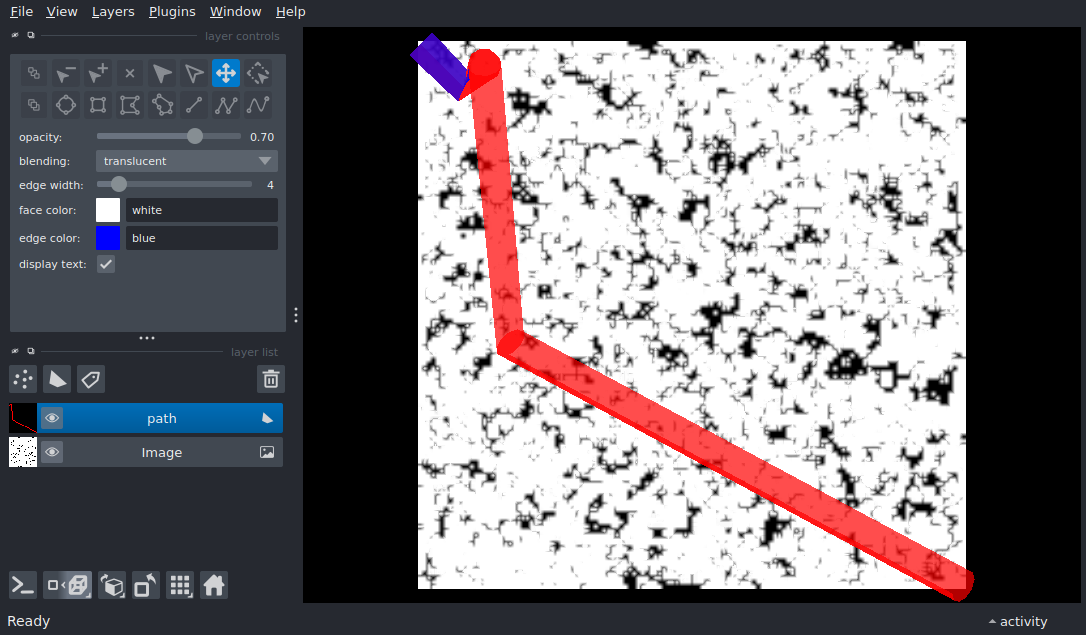 File View Layers Plugins Window Help
layer controls
opacity: 0.70
blending: translucent
edge width: 4
face color: white
edge color: blue
display text:
layer list
path
Image
Ready
activity